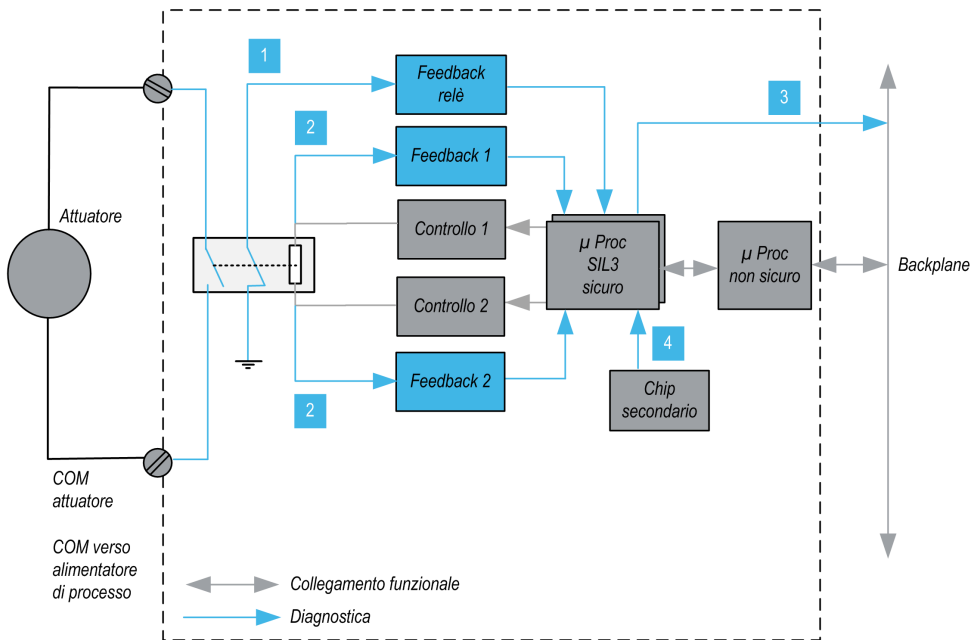 1
Feedback
relè
3
2
Feedback 1
Attuatore
Controllo 1
µ Proc
SIL3
sicuro
µ Proc
non sicuro
Backplane
Controllo 2
4
Feedback 2
2
Chip
secondario
COM
attuatore
COM verso
alimentatore
di processo
Collegamento funzionale
Diagnostica